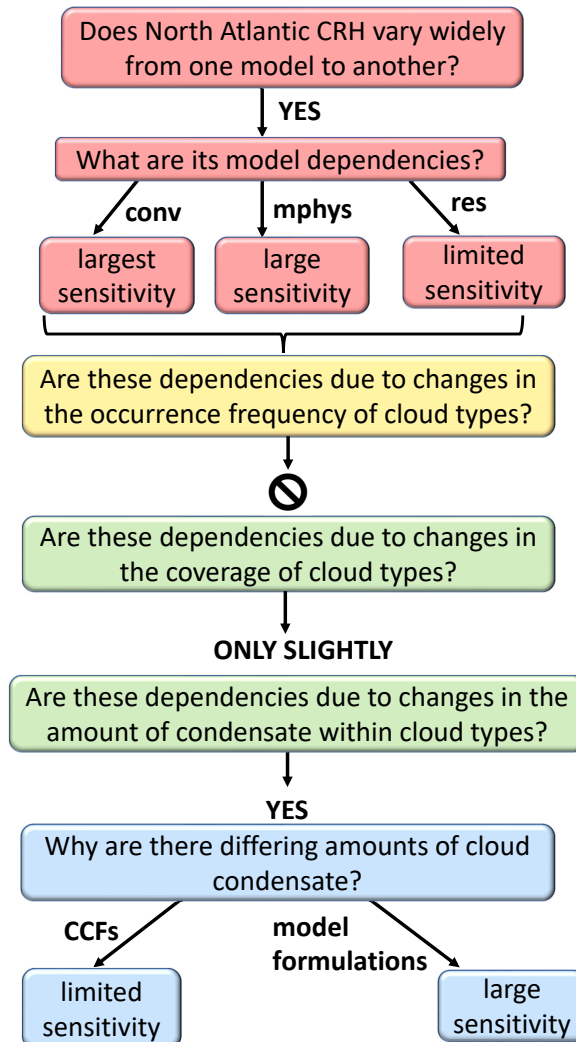 Does North Atlantic CRH vary widely
from one model to another?
YES
What are its model dependencies?
conv
mphys
res
largest
sensitivity
large
sensitivity
limited
sensitivity
Are these dependencies due to changes in
the occurrence frequency of cloud types?
Are these dependencies due to changes in
the coverage of cloud types?
ONLY SLIGHTLY
Are these dependencies due to changes in the
amount of condensate within cloud types?
YES
Why are there differing amounts of cloud
condensate?
CCFs
model
formulations
limited
sensitivity
large
sensitivity